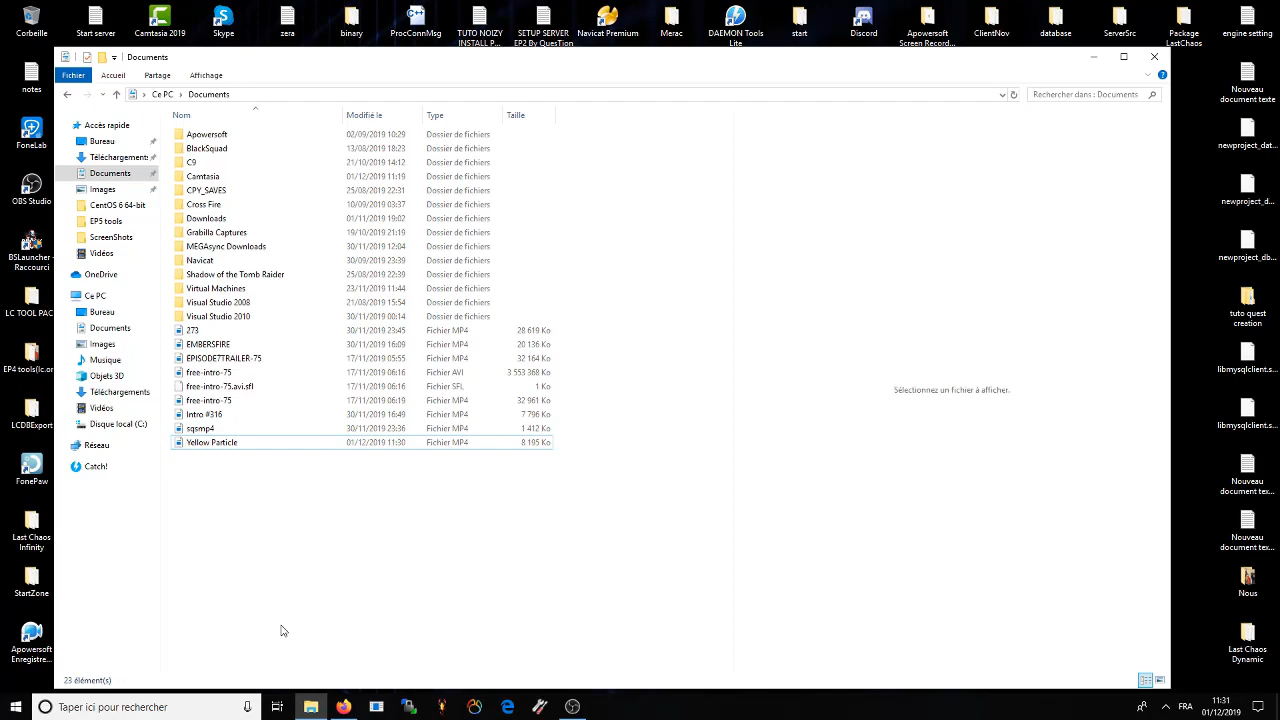 Corbeille
Start server
Camtasia 2019
Skype
zera
binary
ProcConnMsg
TUTO NOIZY
INSTALL P...
SETUP SERVER
EP2 By QuesTion
Navicat Premium
Merac
DAEMON Tools
Lite
start
Discord
Apowersoft
Screen Record...
ClientNov
database
ServerSrc
Package
LastChaos
engine setting
notes
FoneLab
OBS Studio
BSLauncher -
Raccourci
LC TOOL PAC...
EP4 tools(lc.or...
LCDBExport
FonePaw
Last Chaos
Infinity
StartZone
Apowersoft
Enregistre...
Documents
Fichier
Accueil
Partage
Affichage
Ce PC
Documents
Rechercher dans : Documents
Accès rapide
Bureau
Téléchargement:
Documents
Images
CentOS 6 64-bit
EP5 tools
ScreenShots
Vidéos
OneDrive
Ce PC
Bureau
Documents
Images
Musique
Objets 3D
Téléchargements
Vidéos
Disque local (C:)
Réseau
Catch!
Nom Modifié le Type Taille
Apowersoft 02/09/2019 10:29 Dossier de fichiers
BlackSquad 13/08/2019 18:23 Dossier de fichiers
C9 21/10/2019 14:12 Dossier de fichiers
Camtasia 01/12/2019 11:19 Dossier de fichiers
CPY_SAVES 25/08/2019 22:31 Dossier de fichiers
Cross Fire 10/09/2019 03:37 Dossier de fichiers
Downloads 01/11/2019 19:02 Dossier de fichiers
Grabilla Captures 19/10/2019 21:19 Dossier de fichiers
MEGAsync Downloads 30/11/2019 12:04 Dossier de fichiers
Navicat 30/09/2019 23:39 Dossier de fichiers
Shadow of the Tomb Raider 25/08/2019 22:39 Dossier de fichiers
Virtual Machines 23/11/2019 11:44 Dossier de fichiers
Visual Studio 2008 21/08/2019 15:54 Dossier de fichiers
Visual Studio 2010 30/11/2019 00:14 Dossier de fichiers
273 30/11/2019 23:45 Fichier MP4 28 619 Ko
EMBERSFIRE 30/11/2019 16:09 Fichier MP4 20 136 Ko
EPISODE7TRAILER-75 17/11/2019 05:55 Fichier MP4 32 164 Ko
free-intro-75 17/11/2019 06:16 Fichier AVI 3 553 368 Ko
free-intro-75.avi.sfl 17/11/2019 06:16 Fichier SFL 1 Ko
free-intro-75 17/11/2019 06:19 Fichier MP4 32 961 Ko
Intro #316 30/11/2019 16:49 Fichier MP4 7 796 Ko
sqsmp4 30/11/2019 23:36 Fichier MP4 1 412 Ko
Yellow Particle 01/12/2019 11:30 Fichier MP4 8 195 Ko
Sélectionnez un fichier à afficher.
23 élément(s)
Nouveau
document texte
newproject_dat...
newproject_d...
newproject_db...
tuto quest
creation
libmysqlclient.s...
libmysqlclient.s...
Nouveau
document tex...
Nouveau
document tex...
Nous
Last Chaos
Dynamic
Taper ici pour rechercher
FRA
11:31
01/12/2019